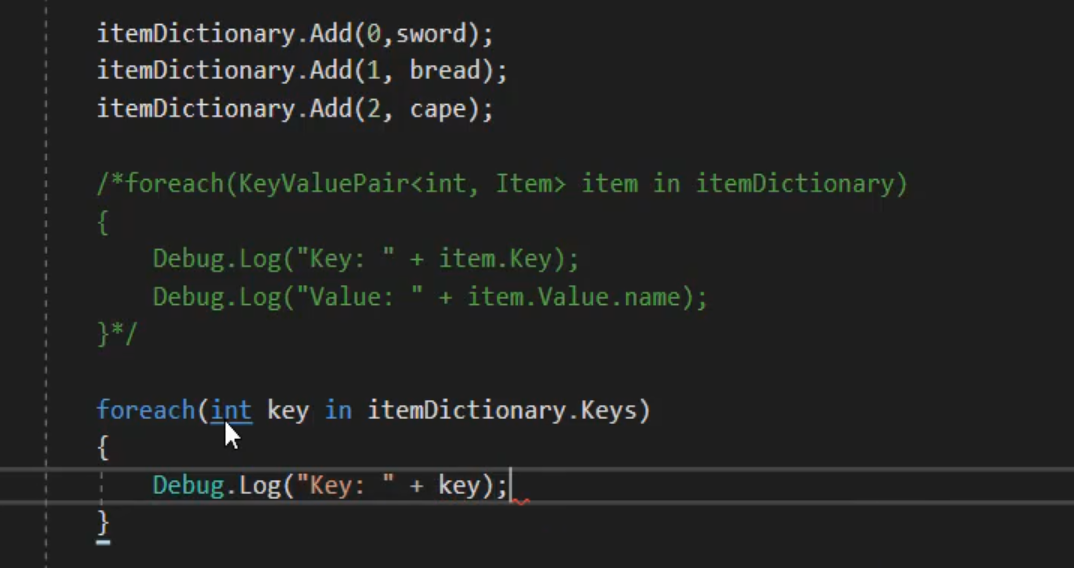 itemDictionary.Add(0,sword);
itemDictionary.Add(1, bread);
itemDictionary.Add(2, cape);
/*foreach(KeyValuePair<int, Item> item in itemDictionary)
{
Debug.Log("Key: " + item.Key);
Debug.Log("Value: " + item.Value.name);
}*/
foreach(int key in itemDictionary.Keys)
{
Debug.Log("Key: " + key);
}